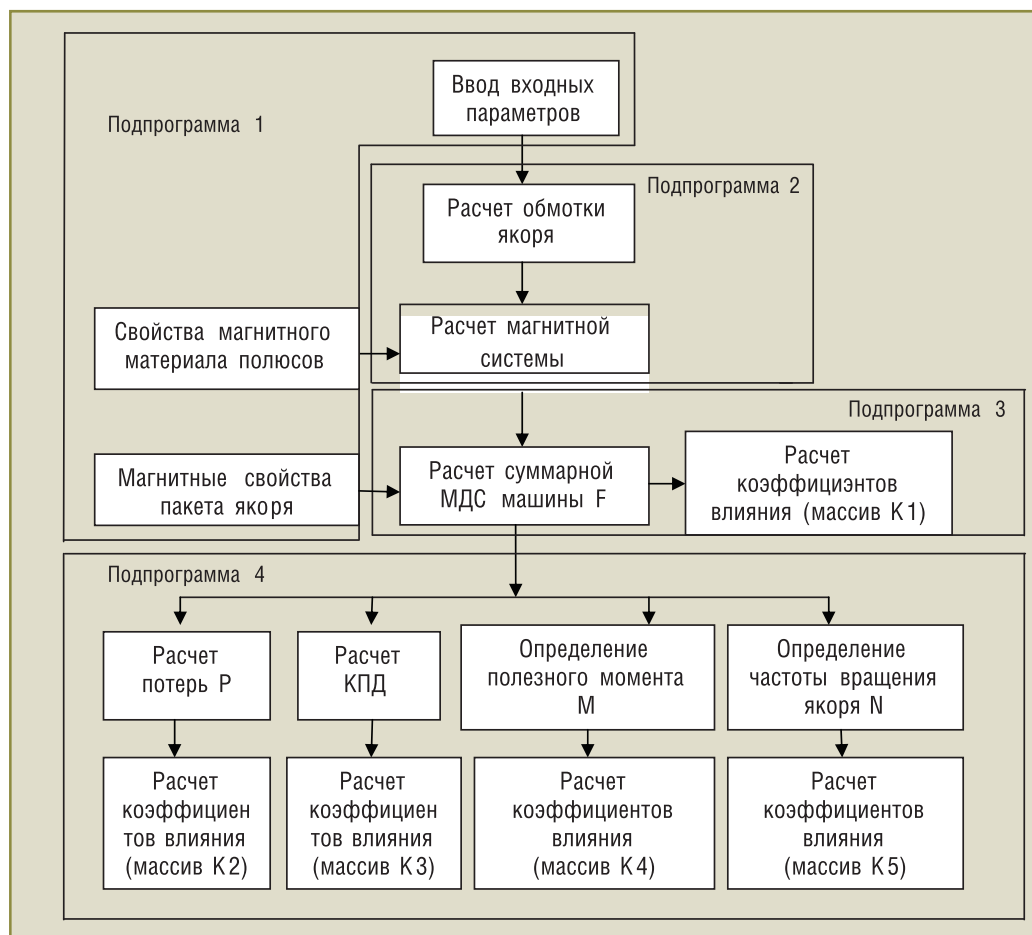 Ввод входных
параметров
Подпрограмма 1
Подпрограмма 2
Расчет обмотки
якоря
Свойства магнитного
материала полюсов
Расчет магнитной
системы
Подпрограмма 3
Магнитные свойства
пакета якоря
Расчет суммарной
МДС машины F
Расчет
коэффициэнтов
влияния (массив K1)
Подпрограмма 4
Расчет
потерь P
Расчет
КПД
Определение
полезного момента
M
Определение
частоты вращения
якоря N
Расчет
коэффициен
тов влияния
(массив K2)
Расчет
коэффициен
тов влияния
(массив K3)
Расчет
коэффициентов
влияния
(массив K4)
Расчет
коэффициентов
влияния
(массив K5)